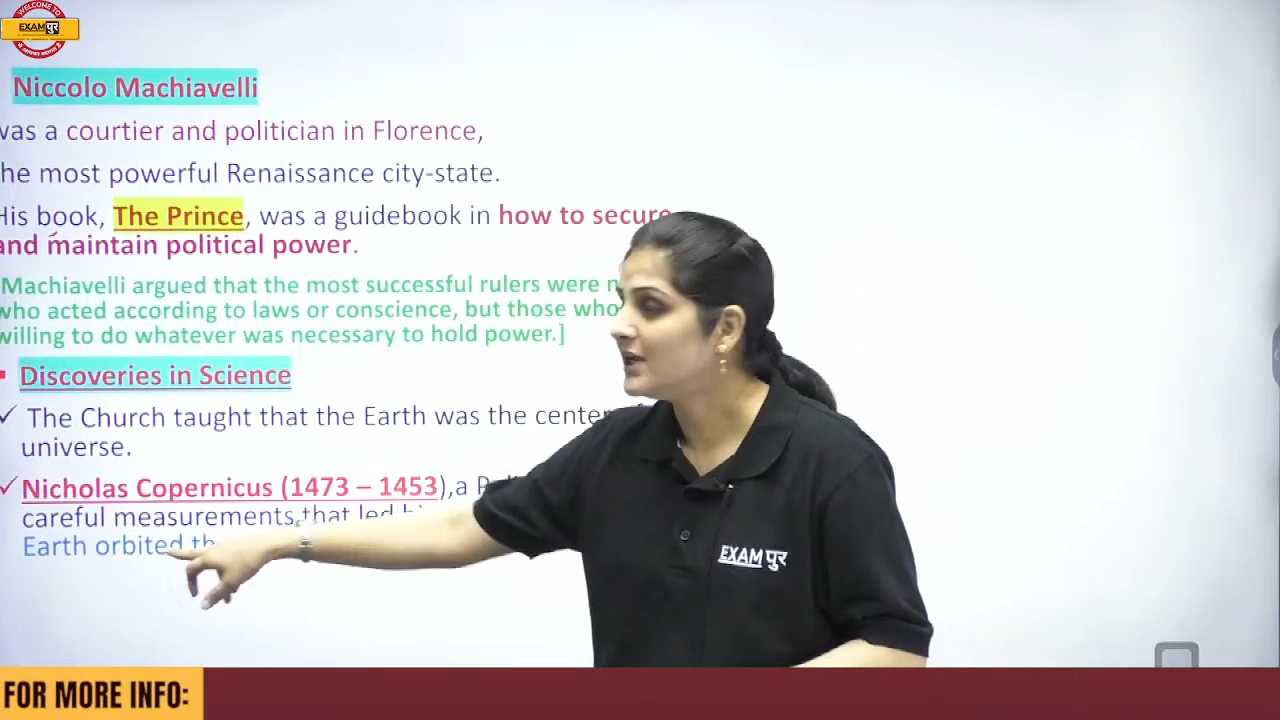 WELCOME TO
EXAMपुर
में आपका स्वागत है
Niccolo Machiavelli
was a courtier and politician in Florence,
he most powerful Renaissance city-state.
His book, The Prince, was a guidebook in how to secure
and maintain political power.
Machiavelli argued that the most successful rulers were
who acted according to laws or conscience, but those who
willing to do whatever was necessary to hold power.]
Discoveries in Science
✓ The Church taught that the Earth was the center
universe.
✓ Nicholas Copernicus (1473 – 1453),a
careful measurements that led
Earth orbited
EXAMपुर
FOR MORE INFO: